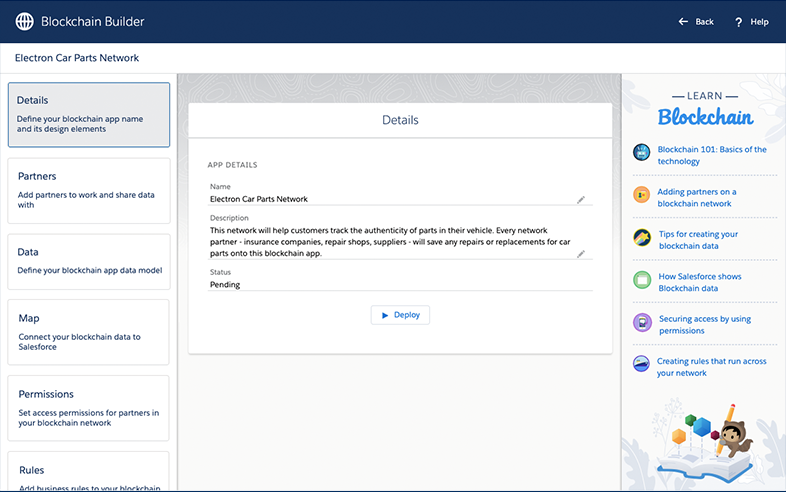 Blockchain Builder
Back
? Help
Electron Car Parts Network
Details
Define your blockchain app name
and its design elements
Partners
Add partners to work and share data
with
Data
Define your blockchain app data model
Map
Connect your blockchain data to
Salesforce
Permissions
Set access permissions for partners in
your blockchain network
Rules
Add business rules to your blockchain
Details
APP DETAILS
Name
Electron Car Parts Network
Description
This network will help customers track the authenticity of parts in their vehicle. Every network
partner - insurance companies, repair shops, suppliers - will save any repairs or replacements for car
parts onto this blockchain app.
Status
Pending
Deploy
LEARN
Blockchain
Blockchain 101: Basics of the
technology
Adding partners on a
blockchain network
Tips for creating your
blockchain data
How Salesforce shows
Blockchain data
Securing access by using
permissions
Creating rules that run across
your network